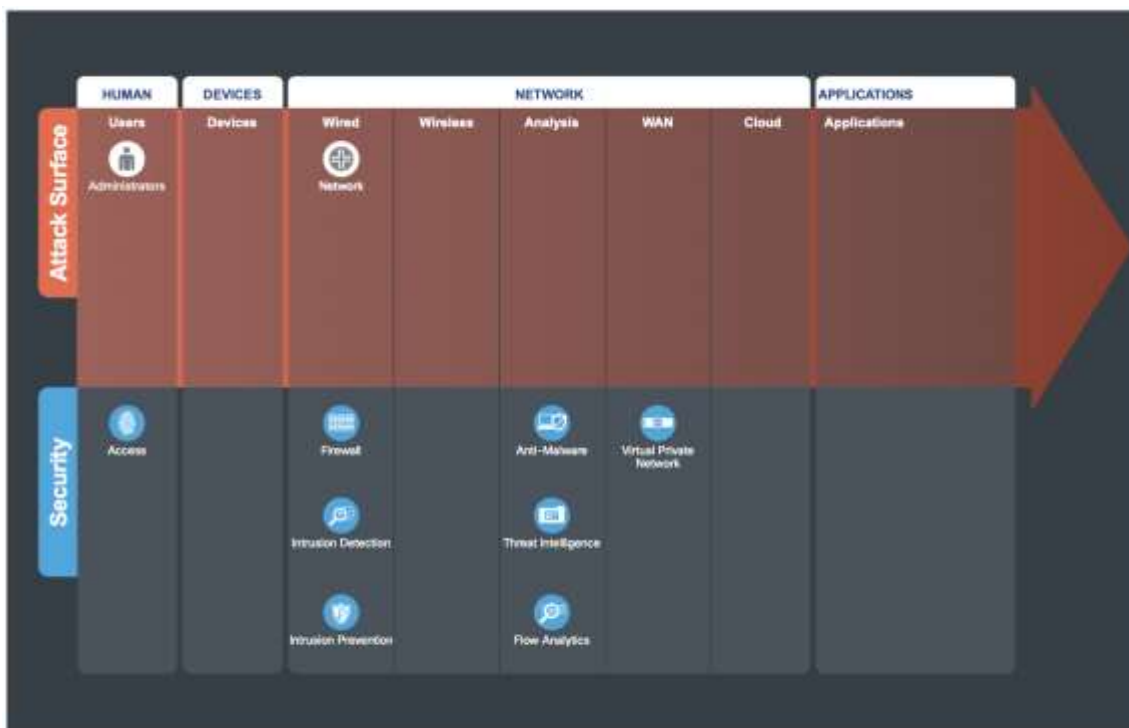 HUMAN
DEVICES
NETWORK
APPLICATIONS
Attack Surface
Users
Devices
Wired
Wireless
Analysis
WAN
Cloud
Applications
Administrators
Network
Security
Access
Firewall
Anti-Malware
Virtual Private
Network
Intrusion Detection
Threat Intelligence
Intrusion Prevention
Flow Analytics